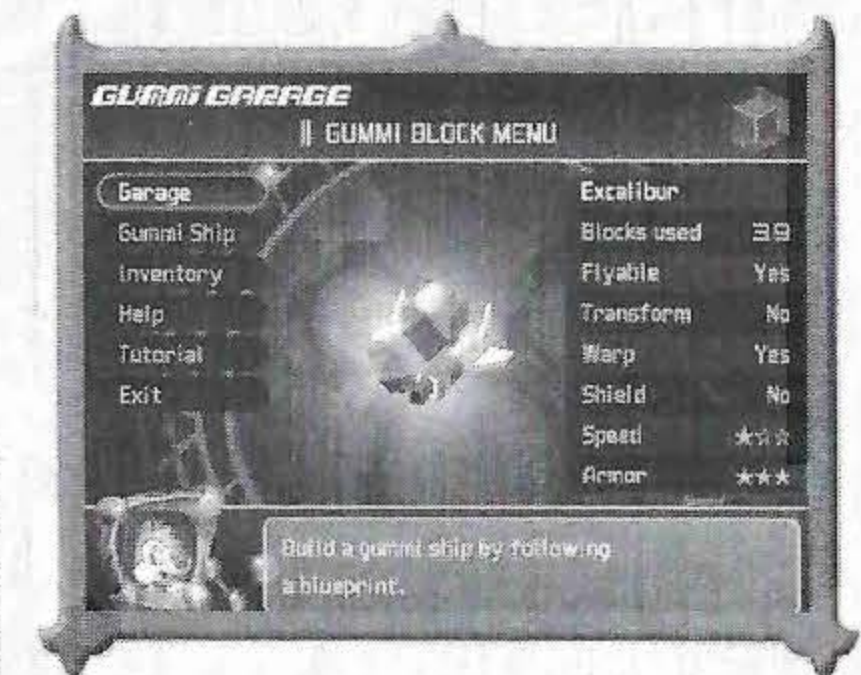 GUMMI GARAGE
GUMMI BLOCK MENU
Garage
Gummi Ship
Inventory
Help
Tutorial
Exit
Excalibur
Blocks used 39
Flyable Yes
Transform No
Warp Yes
Shield No
Speed ★☆☆
Armor ★★★
Build a gummi ship by following
a blueprint.